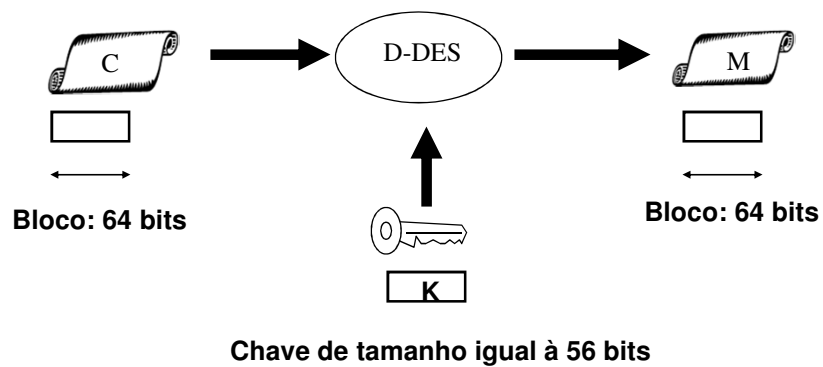 C
D-DES
M
Bloco: 64 bits
Bloco: 64 bits
K
Chave de tamanho igual à 56 bits